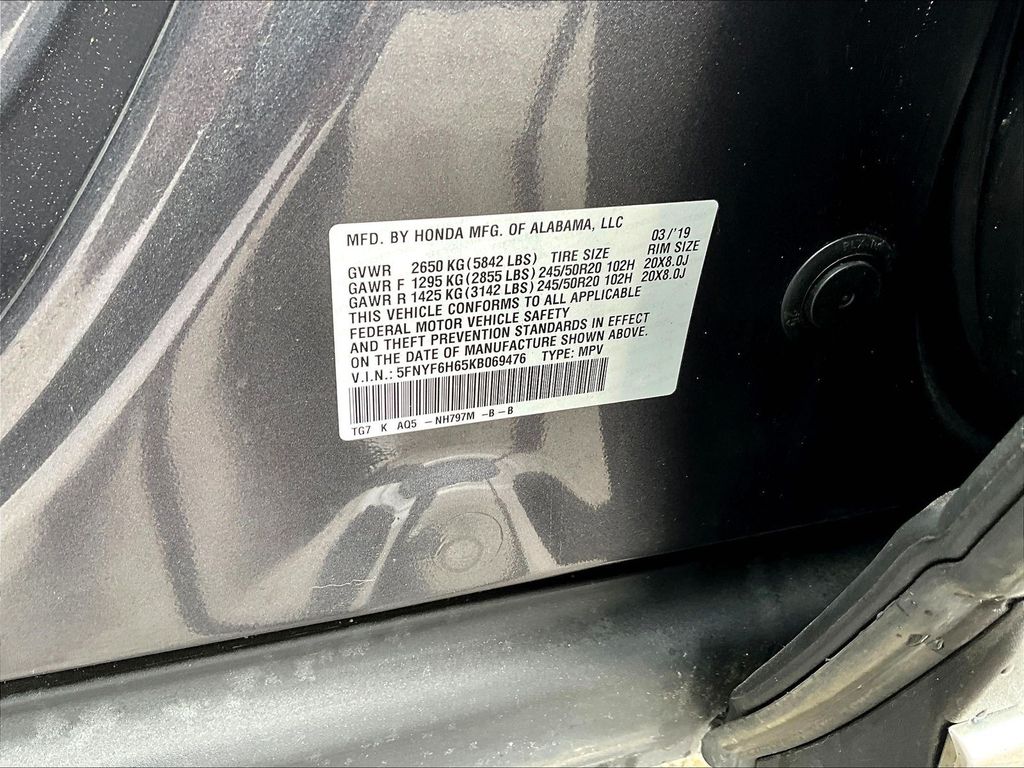 MFD. BY HONDA MFG. OF ALABAMA, LLC 03/'19
GVWR 2650 KG (5842 LBS) TIRE SIZE RIM SIZE
GAWR F 1295 KG (2855 LBS) 245/50R20 102H 20X8.0J
GAWR R 1425 KG (3142 LBS) 245/50R20 102H 20X8.0J
THIS VEHICLE CONFORMS TO ALL APPLICABLE
FEDERAL MOTOR VEHICLE SAFETY
AND THEFT PREVENTION STANDARDS IN EFFECT
ON THE DATE OF MANUFACTURE SHOWN ABOVE.
V.I.N.: 5FNYF6H65KB069476 TYPE: MPV
TG7 K AQ5 -NH797M -B-B